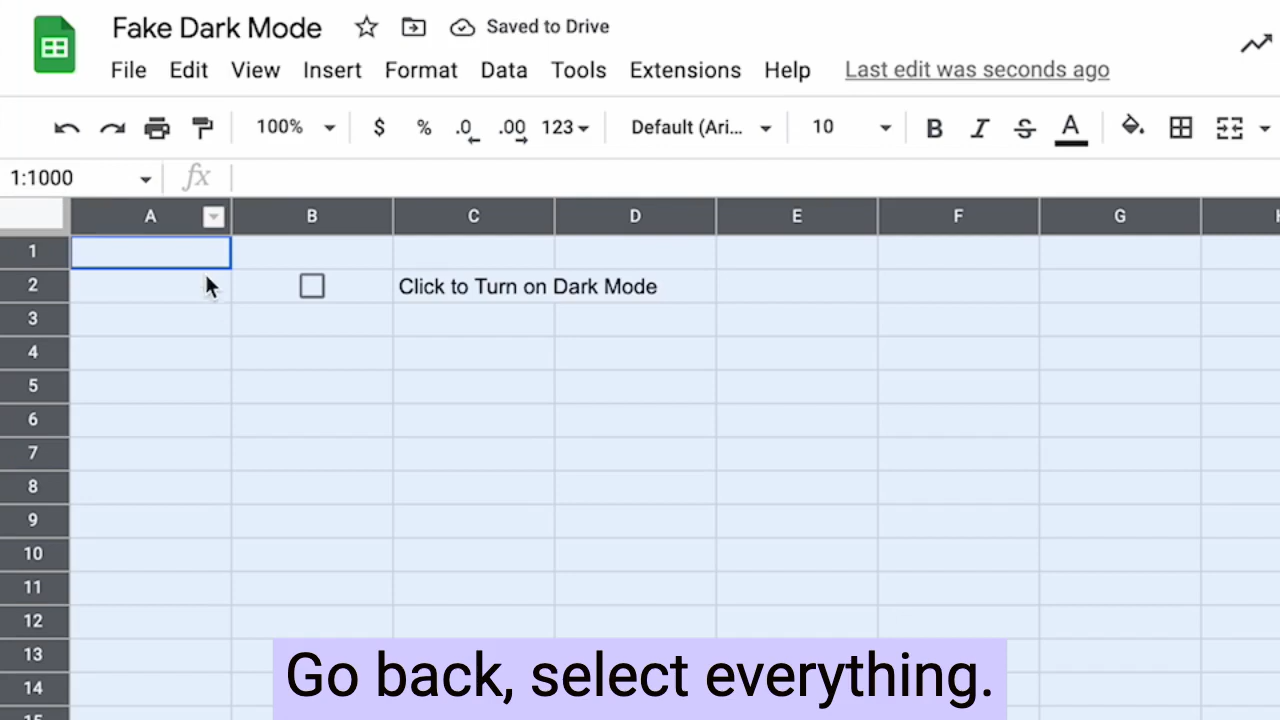 Fake Dark Mode Saved to Drive
File Edit View Insert Format Data Tools Extensions Help Last edit was seconds ago
100% $ % .0 .00 123 Default (Ari... 10 B I S A
1:1000 fx
A B C D E F G H
1
2 Click to Turn on Dark Mode
3
4
5
6
7
8
9
10
11
12
13
14
15
Go back, select everything.